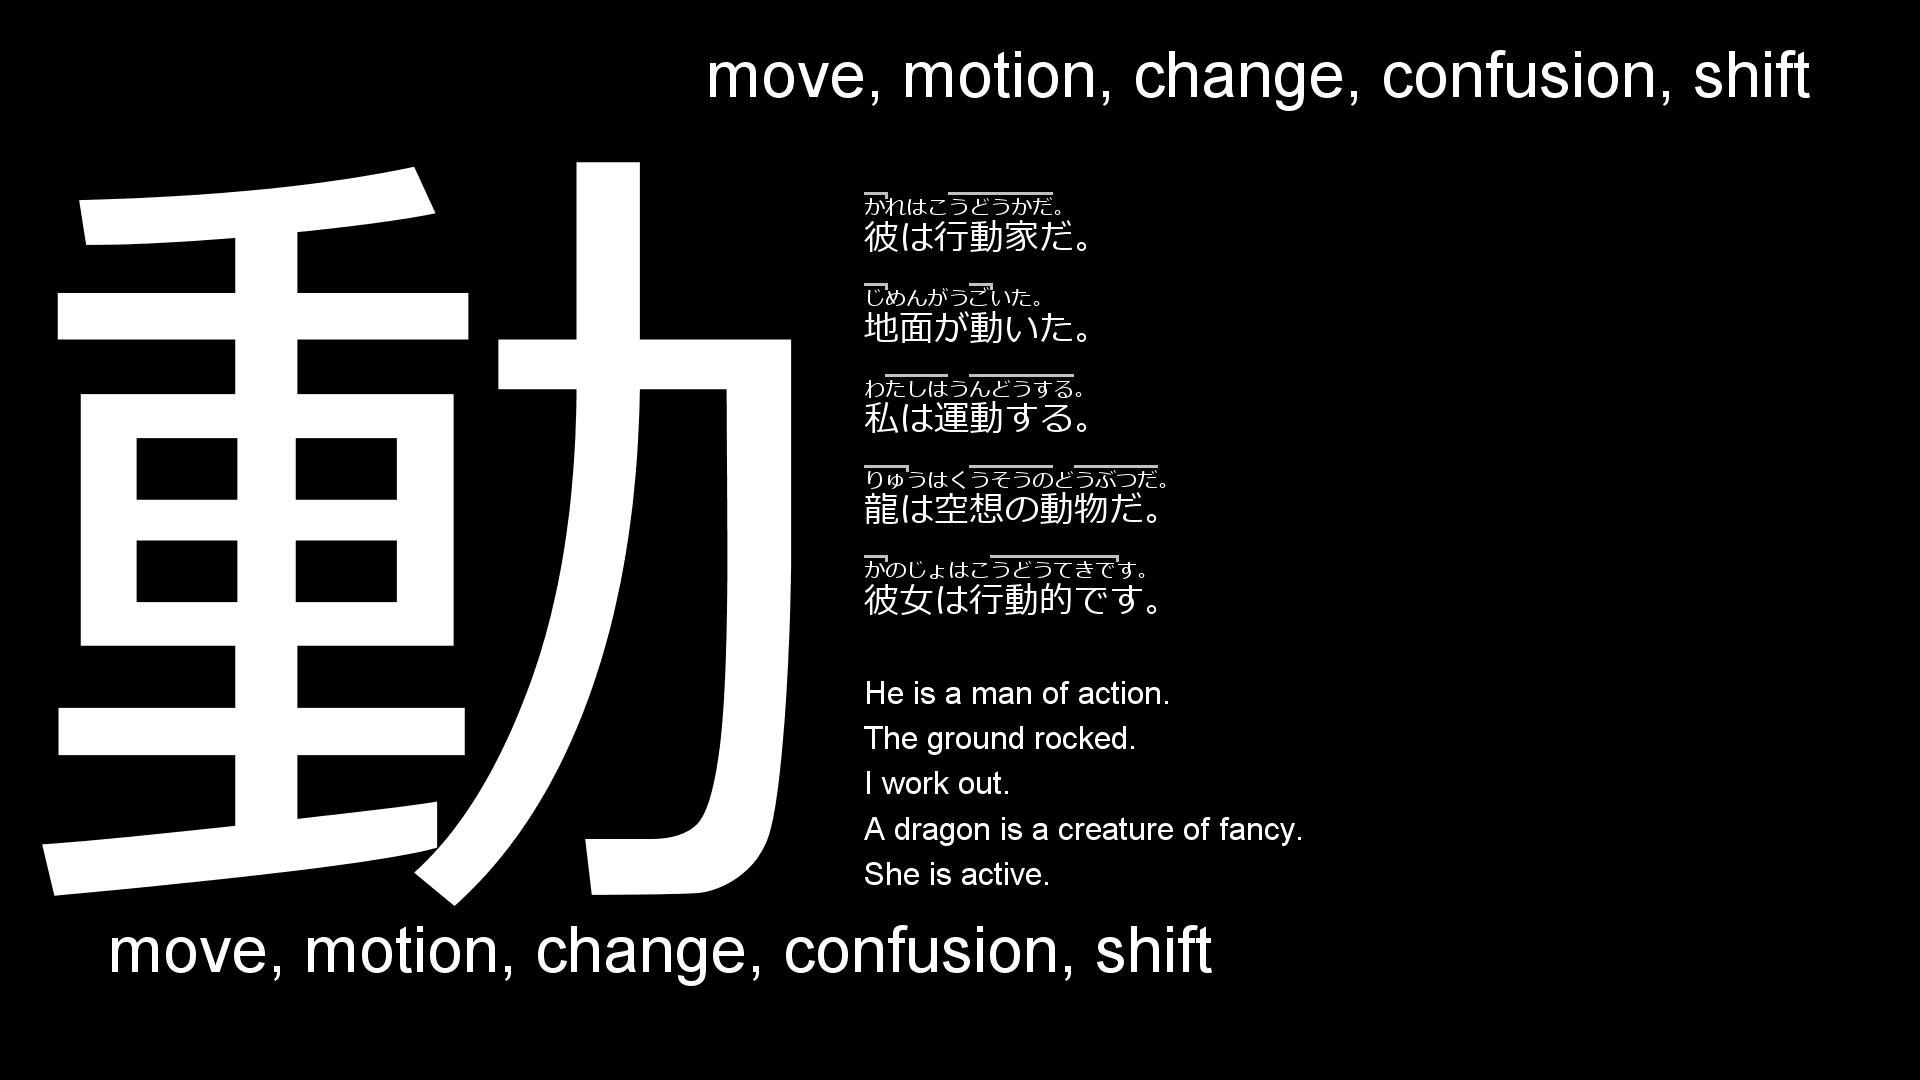 move, motion, change, confusion, shift
動
かれはこうどうかだ。
彼は行動家だ。
じめんがうごいた。
地面が動いた。
わたしはうんどうする。
私は運動する。
りゅうはくうそうのどうぶつだ。
龍は空想の動物だ。
かのじょはこうどうてきです。
彼女は行動的です。
He is a man of action.
The ground rocked.
I work out.
A dragon is a creature of fancy.
She is active.
move, motion, change, confusion, shift